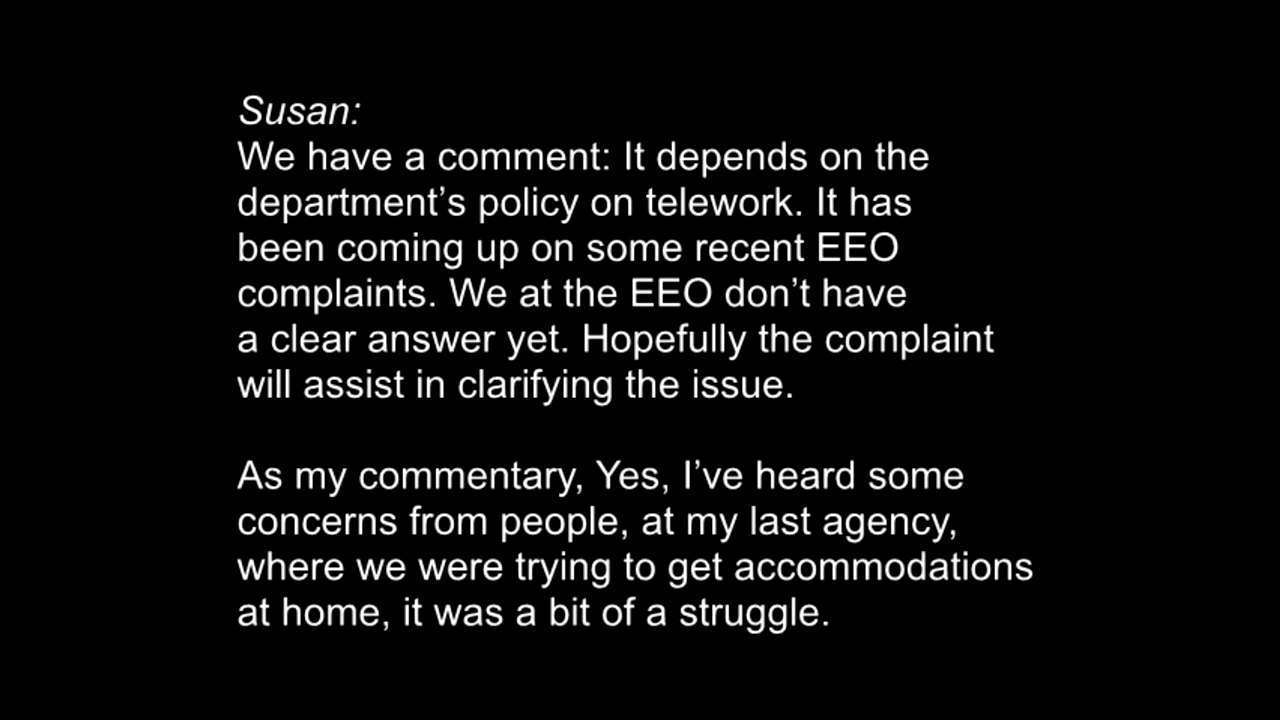 Susan:
We have a comment: It depends on the
department’s policy on telework. It has
been coming up on some recent EEO
complaints. We at the EEO don’t have
a clear answer yet. Hopefully the complaint
will assist in clarifying the issue.
As my commentary, Yes, I’ve heard some
concerns from people, at my last agency,
where we were trying to get accommodations
at home, it was a bit of a struggle.